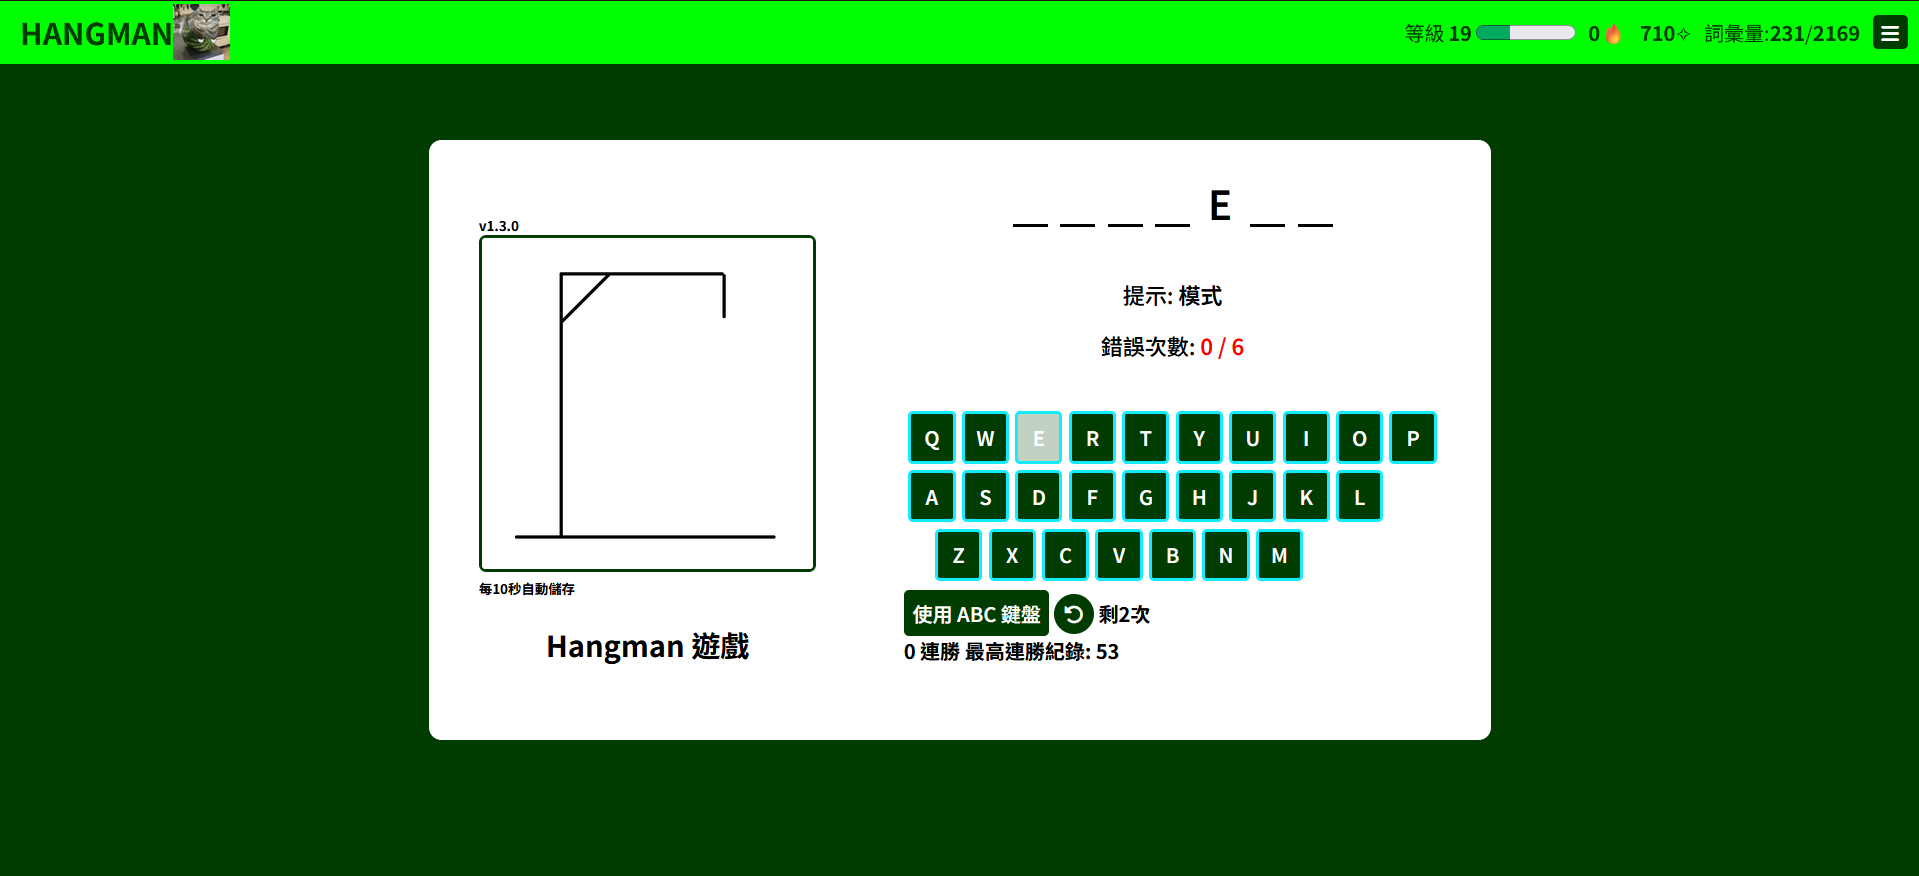 HANGMAN
等級 19 0🔥 710✧ 詞彙量:231/2169
v1.3.0
每10秒自動儲存
Hangman 遊戲
_ _ _ _ E _ _
提示: 模式
錯誤次數: 0 / 6
Q W E R T Y U I O P
A S D F G H J K L
Z X C V B N M
使用 ABC 鍵盤 剩2次
0 連勝 最高連勝紀錄: 53